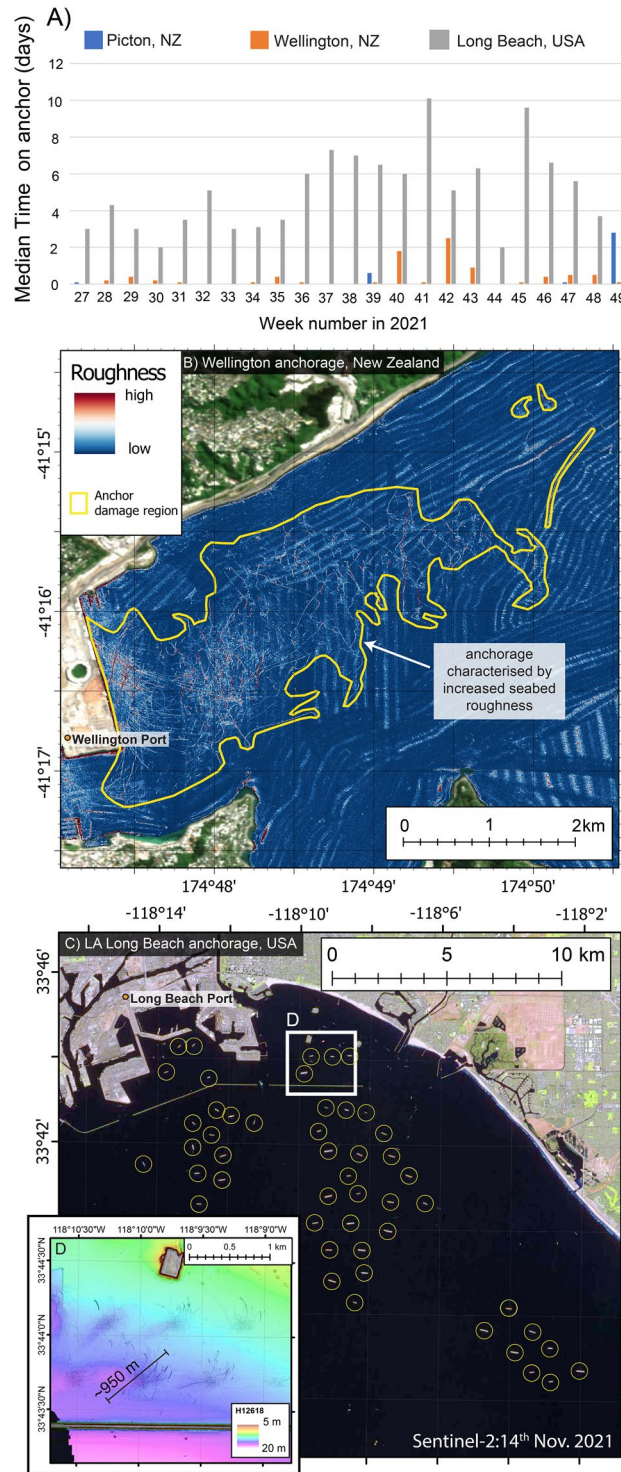 A)
Picton, NZ
Wellington, NZ
Long Beach, USA
Median Time on anchor (days)
12
10
8
6
4
2
0
27 28 29 30 31 32 33 34 35 36 37 38 39 40 41 42 43 44 45 46 47 48 49
Week number in 2021
B) Wellington anchorage, New Zealand
Roughness
high
low
Anchor
damage region
-41°15'
-41°16'
-41°17'
anchorage
characterised by
increased seabed
roughness
Wellington Port
0 1 2km
174°48' 174°49' 174°50'
-118°14' -118°10' -118°6' -118°2'
C) LA Long Beach anchorage, USA
0 5 10 km
33°46'
33°42'
Long Beach Port
D
118°10'30"W 118°10'0"W 118°9'30"W 118°9'0"W
D
0 0.5 1 km
33°44'30"N
33°44'0"N
33°43'30"N
~950 m
H12618
5 m
20 m
Sentinel-2:14th Nov. 2021